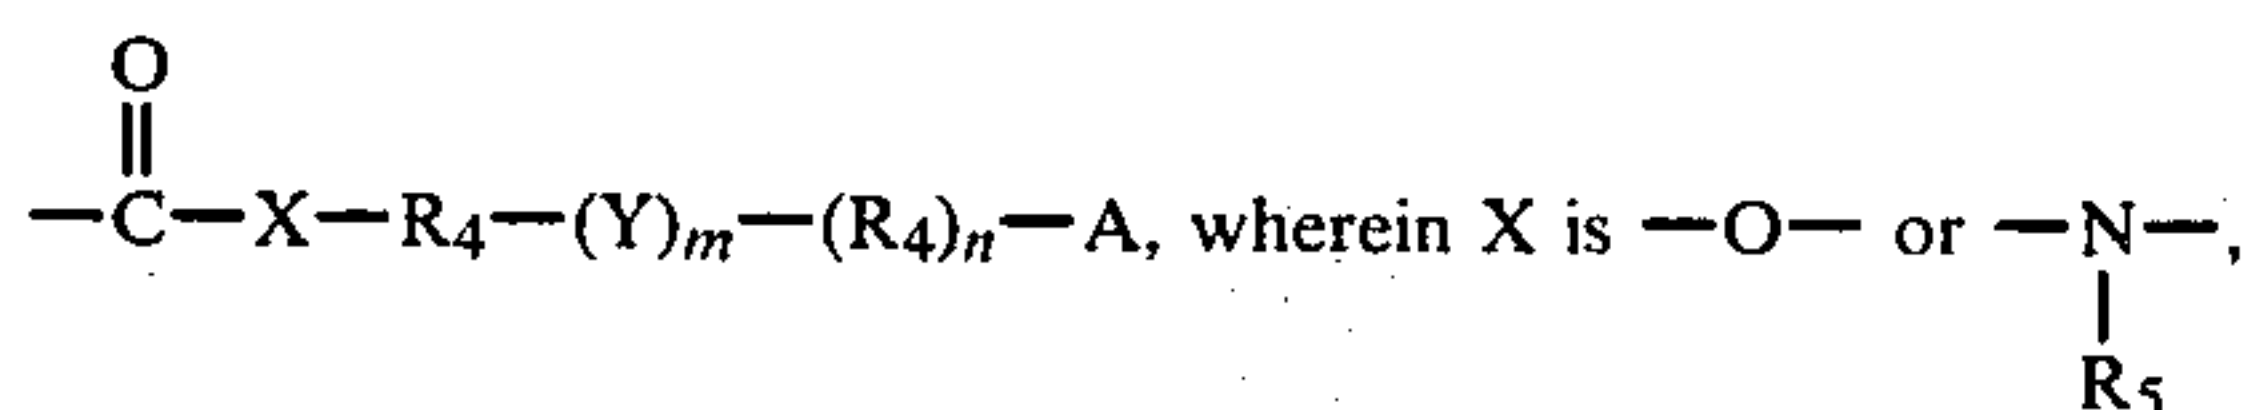 O
—C—X—R₄—(Y)ₘ—(R₄)ₙ—A, wherein X is —O— or —N—,
R₅